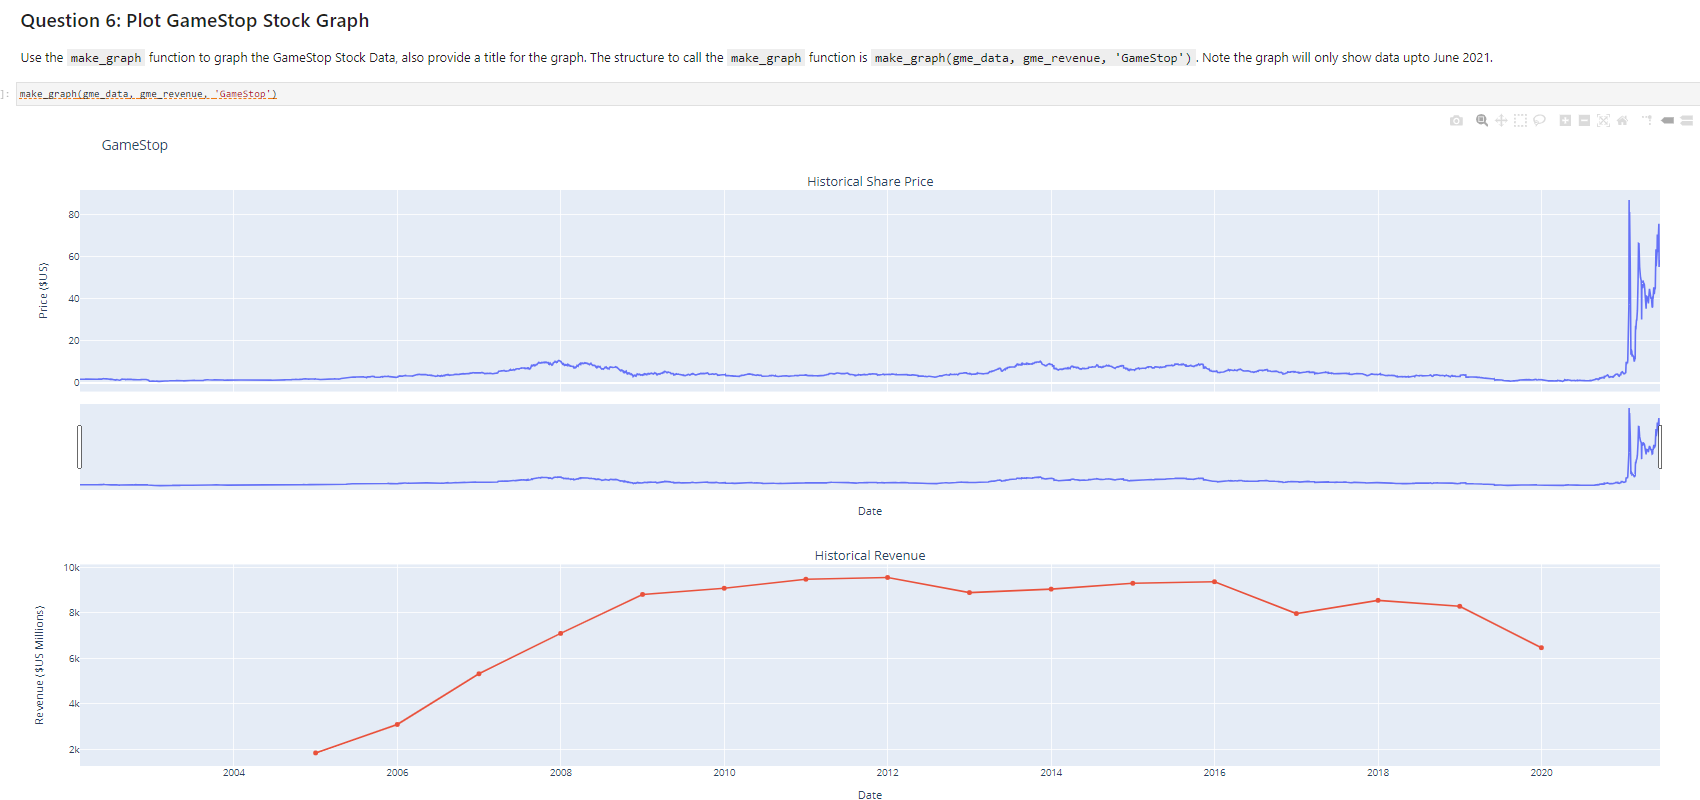 Question 6: Plot GameStop Stock Graph
Use the make_graph function to graph the GameStop Stock Data, also provide a title for the graph. The structure to call the make_graph function is make_graph(gme_data, gme_revenue, 'GameStop'). Note the graph will only show data upto June 2021.
]: make_graph(gme_data, gme_revenue, 'GameStop')
GameStop
Historical Share Price
80
60
40
20
0
Price ($US)
Date
Historical Revenue
10k
8k
6k
4k
2k
Revenue ($US Millions)
2004 2006 2008 2010 2012 2014 2016 2018 2020
Date